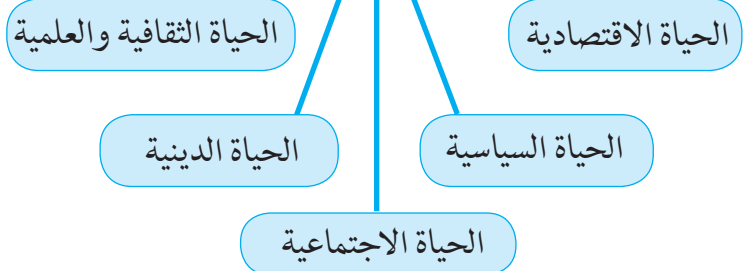 الحياة الاقتصادية
الحياة الثقافية والعلمية
الحياة السياسية
الحياة الدينية
الحياة الاجتماعية